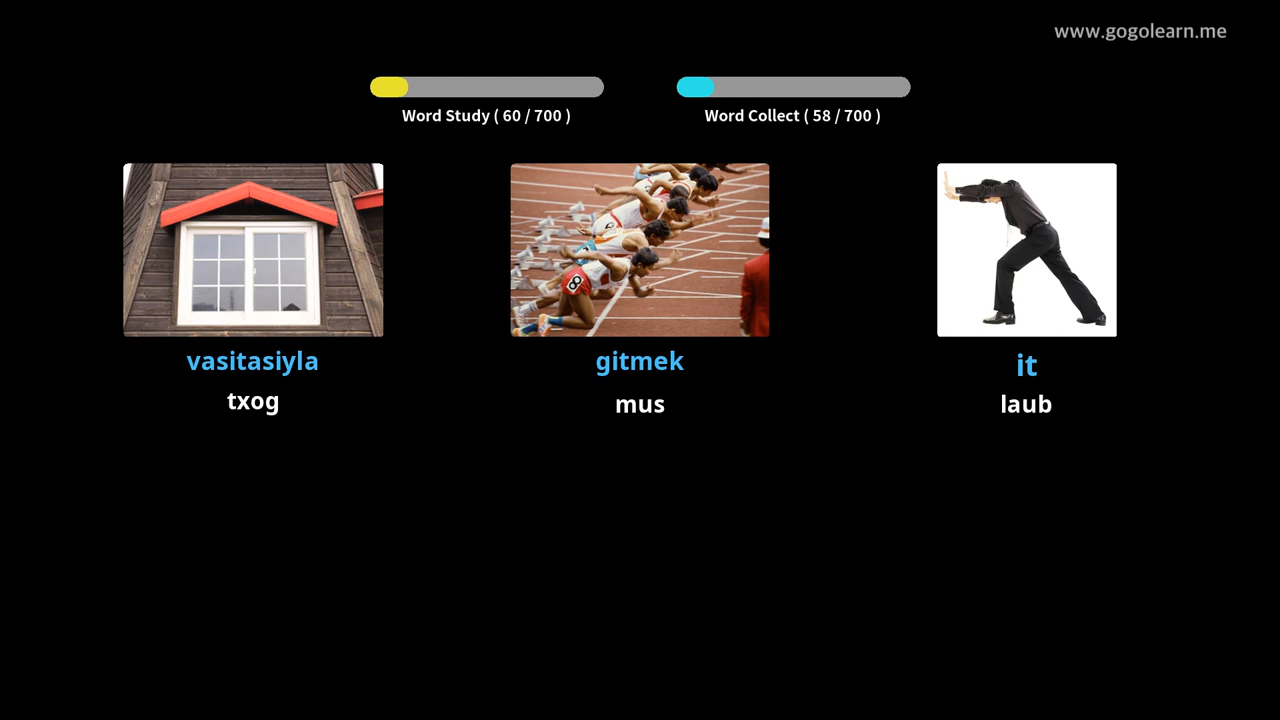 www.gogolearn.me
Word Study ( 60 / 700 )
Word Collect ( 58 / 700 )
vasitasiyla
gitmek
it
txog
mus
laub